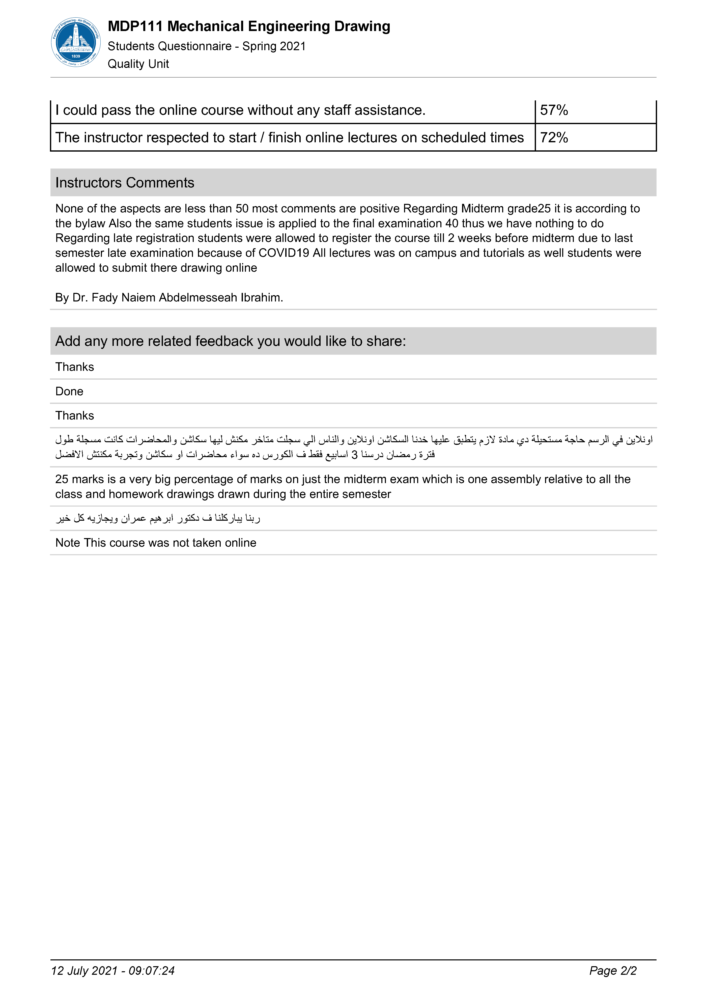 Faculty of Engineering - Ain Shams University
1839
كلية الهندسة - جامعة عين شمس
MDP111 Mechanical Engineering Drawing
Students Questionnaire - Spring 2021
Quality Unit
I could pass the online course without any staff assistance. 57%
The instructor respected to start / finish online lectures on scheduled times 72%
Instructors Comments
None of the aspects are less than 50 most comments are positive Regarding Midterm grade25 it is according to
the bylaw Also the same students issue is applied to the final examination 40 thus we have nothing to do
Regarding late registration students were allowed to register the course till 2 weeks before midterm due to last
semester late examination because of COVID19 All lectures was on campus and tutorials as well students were
allowed to submit there drawing online
By Dr. Fady Naiem Abdelmesseah Ibrahim.
Add any more related feedback you would like to share:
Thanks
Done
Thanks
اونلاين في الرسم حاجة مستحيلة دي مادة لازم يتطبق عليها خدنا السكاشن اونلاين والناس الي سجلت متاخر مكنش ليها سكاشن والمحاضرات كانت مسجلة طول
فترة رمضان درسنا 3 اسابيع فقط ف الكورس ده سواء محاضرات او سكاشن وتجربة مكنتش الافضل
25 marks is a very big percentage of marks on just the midterm exam which is one assembly relative to all the
class and homework drawings drawn during the entire semester
ربنا يباركلنا ف دكتور ابرهيم عمران ويجازيه كل خير
Note This course was not taken online
12 July 2021 - 09:07:24
Page 2/2